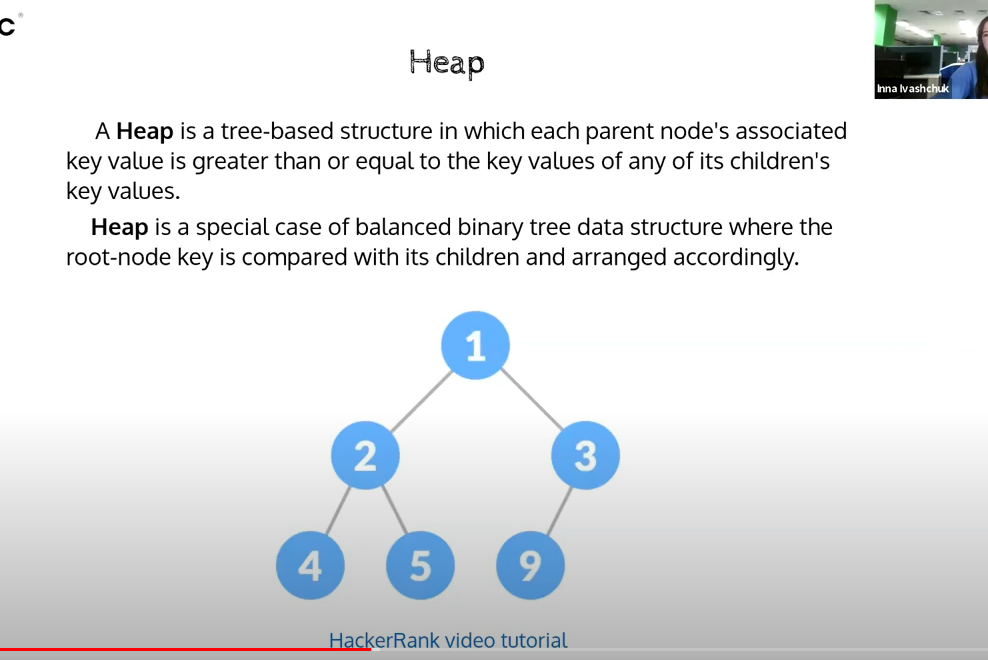 c®
Heap
Inna Ivashchuk
A Heap is a tree-based structure in which each parent node's associated
key value is greater than or equal to the key values of any of its children's
key values.
Heap is a special case of balanced binary tree data structure where the
root-node key is compared with its children and arranged accordingly.
1
2
3
4
5
9
HackerRank video tutorial